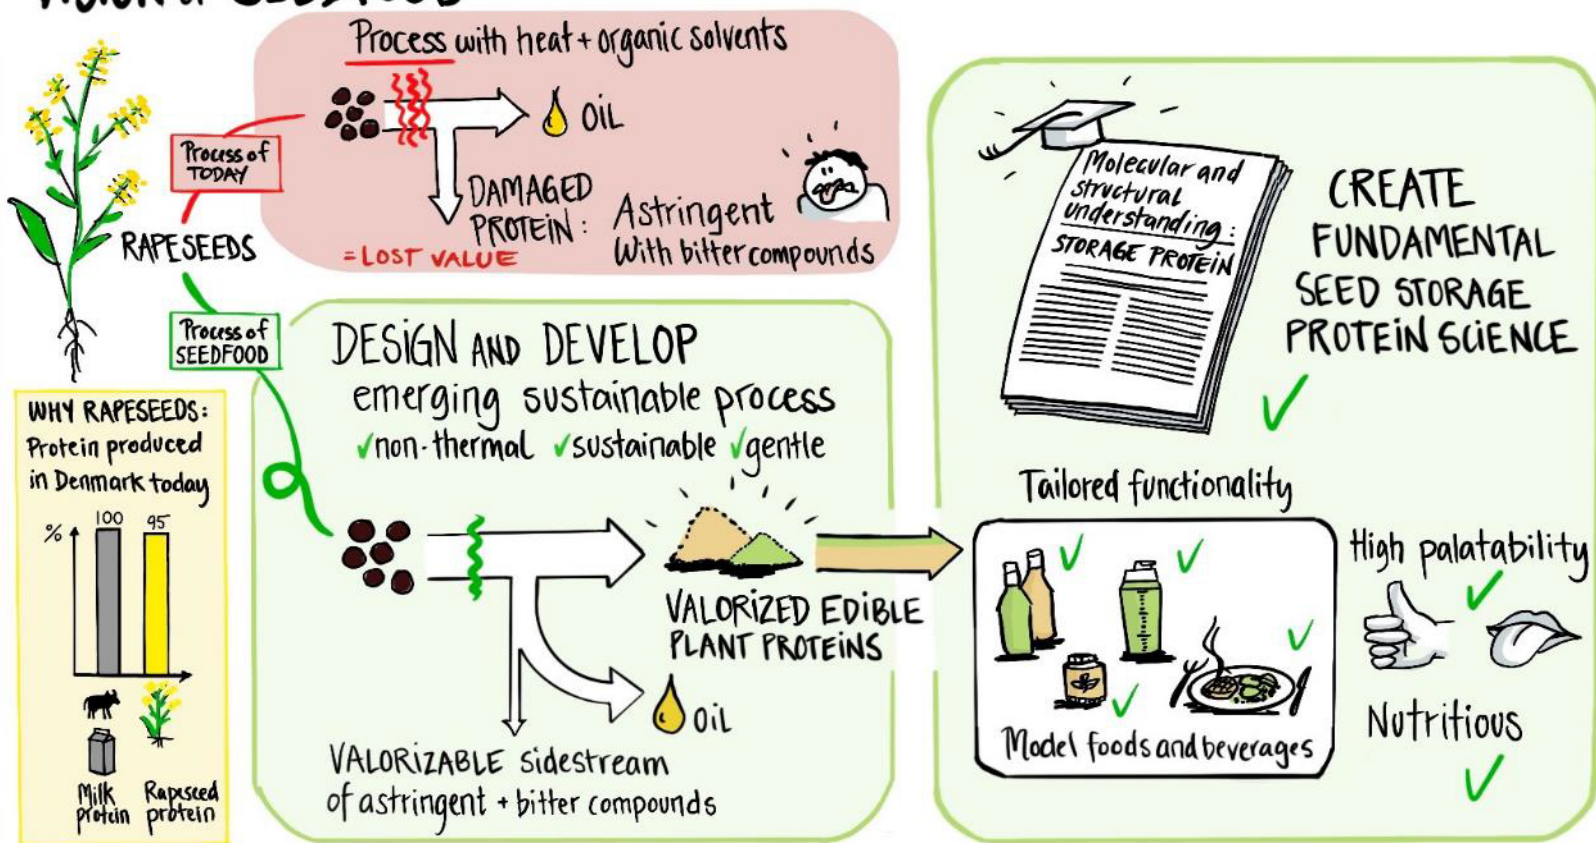 Vision of SEEDFOOD
Process with heat + organic solvents
OIL
Process of
TODAY
DAMAGED
PROTEIN:
Astringent
With bitter compounds
= LOST VALUE
RAPESEEDS
Process of
SEEDFOOD
DESIGN AND DEVELOP
emerging sustainable process
✓non-thermal ✓sustainable ✓gentle
VALORIZED EDIBLE
PLANT PROTEINS
OIL
VALORIZABLE sidestream
of astringent + bitter compounds
WHY RAPESEEDS:
Protein produced
in Denmark today
%
100
95
Milk
protein
Rapeseed
protein
Molecular and
structural
understanding:
STORAGE PROTEIN
CREATE
FUNDAMENTAL
SEED STORAGE
PROTEIN SCIENCE
Tailored functionality
Model foods and beverages
High palatability
Nutritious